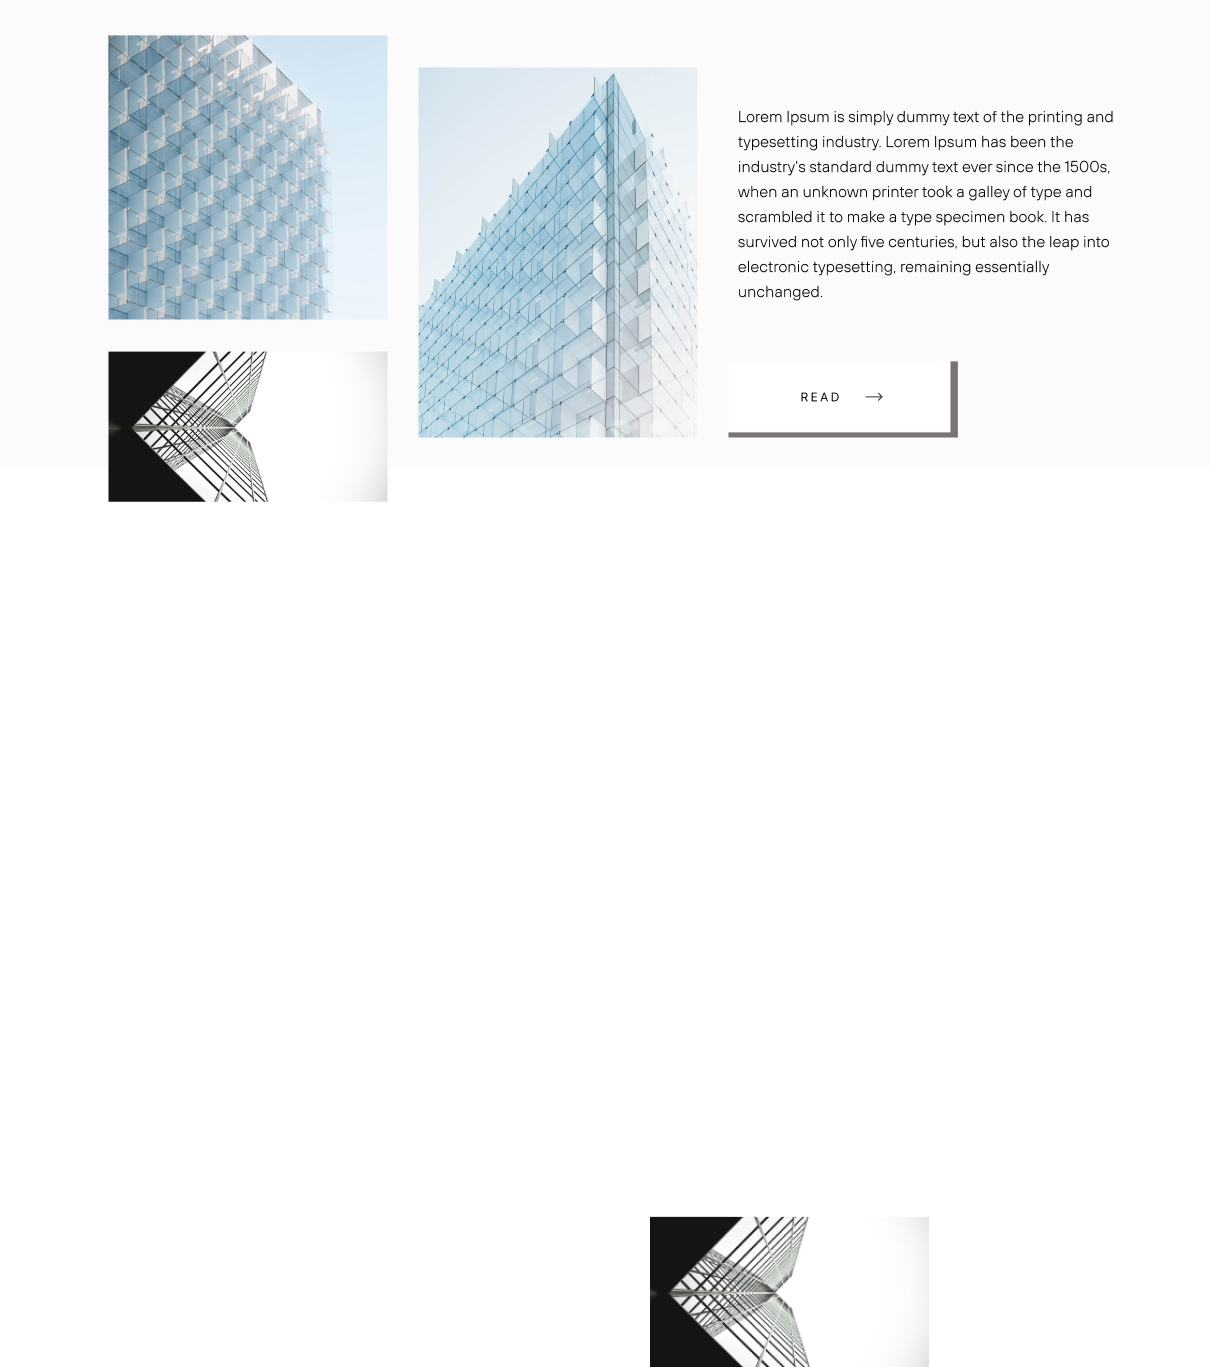 Lorem Ipsum is simply dummy text of the printing and
typesetting industry. Lorem Ipsum has been the
industry's standard dummy text ever since the 1500s,
when an unknown printer took a galley of type and
scrambled it to make a type specimen book. It has
survived not only five centuries, but also the leap into
electronic typesetting, remaining essentially
unchanged.
READ